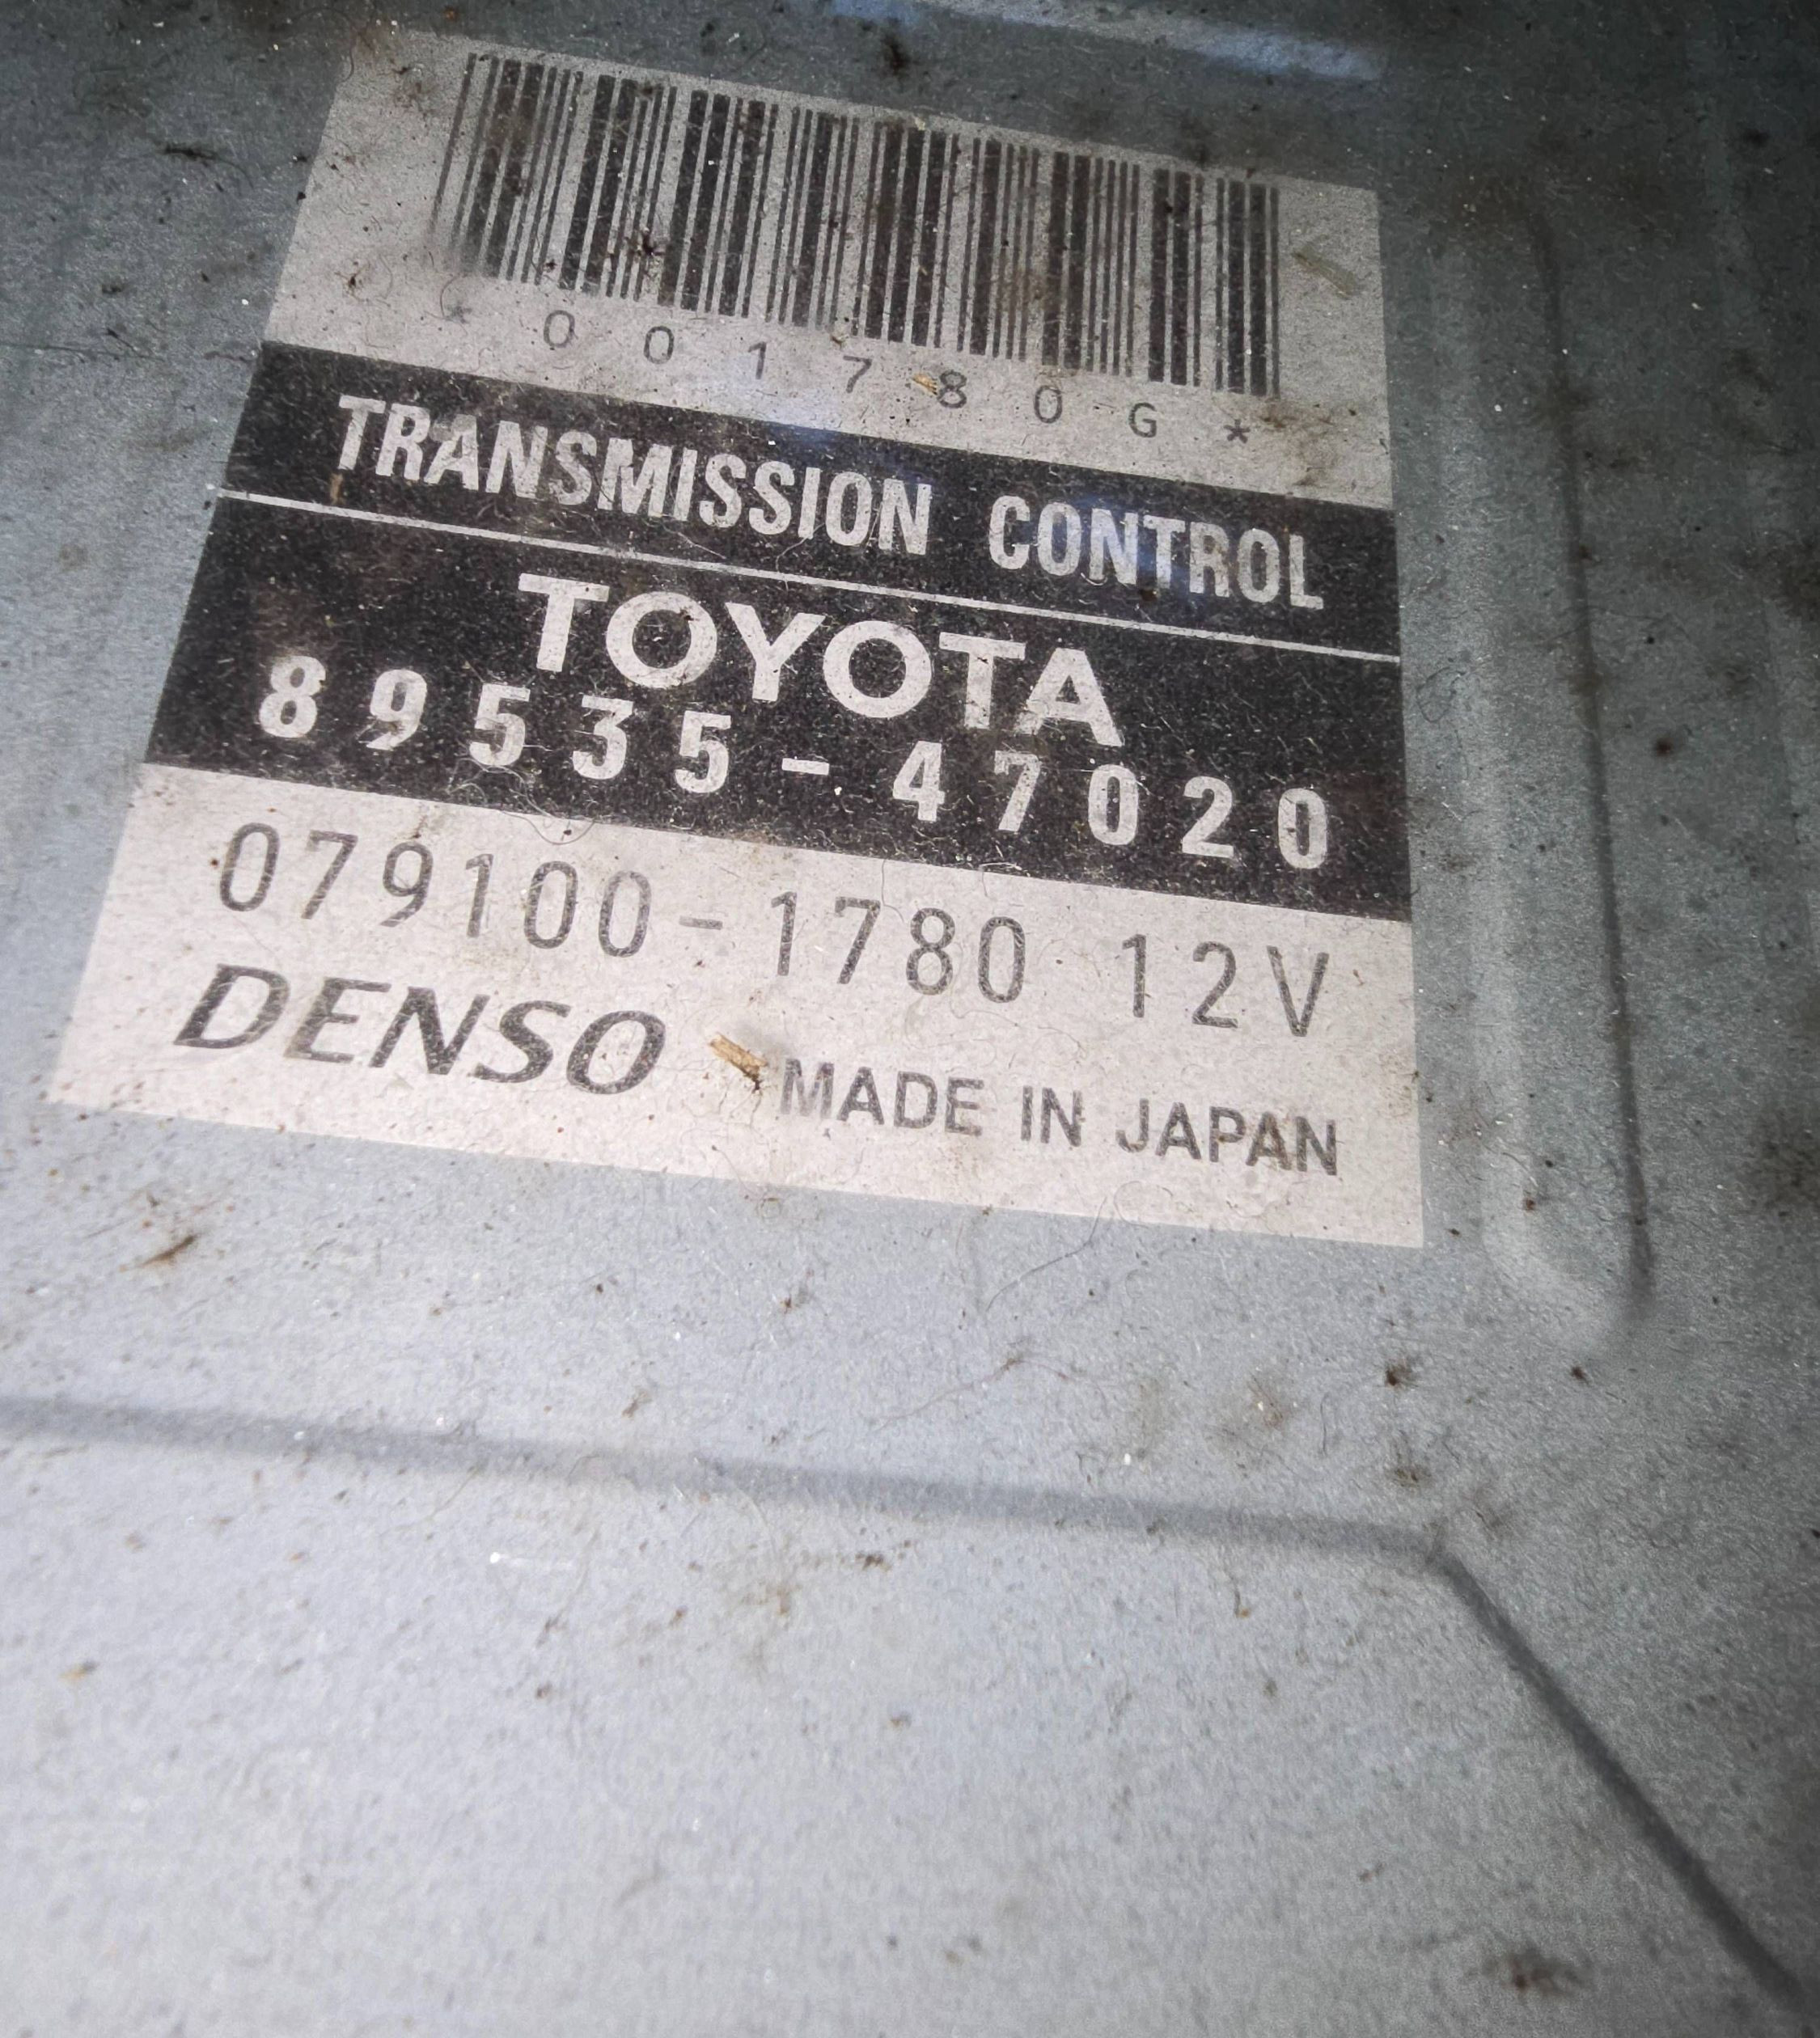 *001780G*
TRANSMISSION CONTROL
TOYOTA
89535-47020
079100-1780 12V
DENSO MADE IN JAPAN